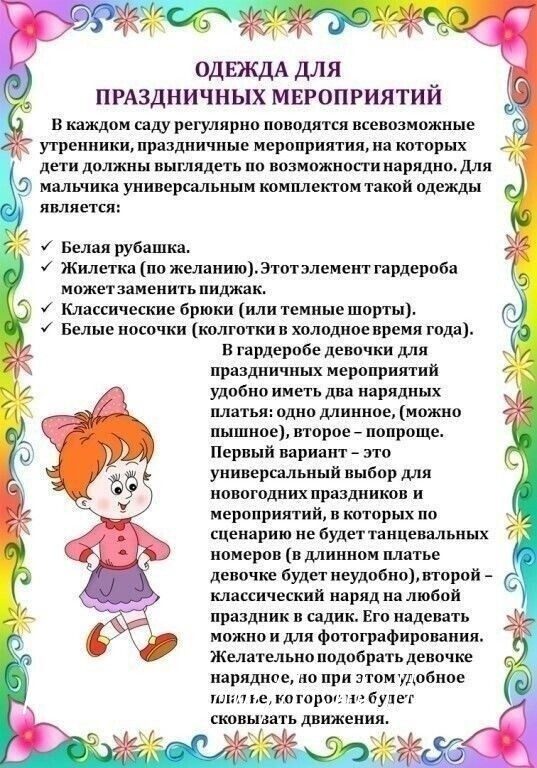 ОДЕЖДА ДЛЯ
ПРАЗДНИЧНЫХ МЕРОПРИЯТИЙ
В каждом саду регулярно поводятся всевозможные
утренники, праздничные мероприятия, на которых
дети должны выглядеть по возможности нарядно. Для
мальчика универсальным комплектом такой одежды
является:
✓ Белая рубашка.
✓ Жилетка (по желанию). Этот элемент гардероба
может заменить пиджак.
✓ Классические брюки (или темные шорты).
✓ Белые носочки (колготки в холодное время года).
В гардеробе девочки для
праздничных мероприятий
удобно иметь два нарядных
платья: одно длинное, (можно
пышное), второе – попроще.
Первый вариант – это
универсальный выбор для
новогодних праздников и
мероприятий, в которых по
сценарию не будет танцевальных
номеров (в длинном платье
девочке будет неудобно), второй –
классический наряд на любой
праздник в садик. Его надевать
можно и для фотографирования.
Желательно подобрать девочке
нарядное, но при этом удобное
платье, которое не будет
сковывать движения.